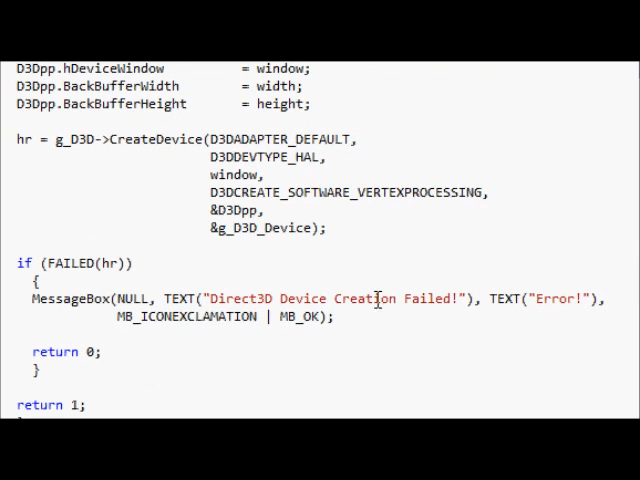 D3Dpp.hDeviceWindow = window;
D3Dpp.BackBufferWidth = width;
D3Dpp.BackBufferHeight = height;
hr = g_D3D->CreateDevice(D3DADAPTER_DEFAULT,
D3DDEVTYPE_HAL,
window,
D3DCREATE_SOFTWARE_VERTEXPROCESSING,
&D3Dpp,
&g_D3D_Device);
if (FAILED(hr))
{
MessageBox(NULL, TEXT("Direct3D Device Creation Failed!"), TEXT("Error!"),
MB_ICONEXCLAMATION | MB_OK);
return 0;
}
return 1;